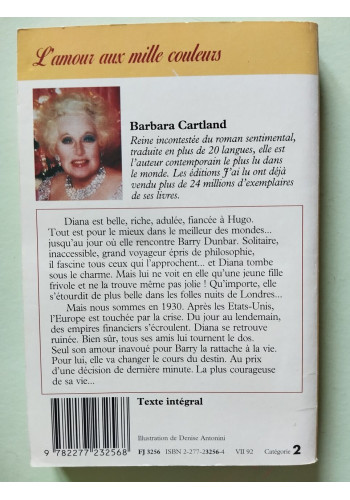 L'amour aux mille couleurs
Barbara Cartland
Reine incontestée du roman sentimental,
traduite en plus de 20 langues, elle est
l'auteur contemporain le plus lu dans
le monde. Les éditions J'ai lu ont déjà
vendu plus de 24 millions d'exemplaires
de ses livres.
Diana est belle, riche, adulée, fiancée à Hugo.
Tout est pour le mieux dans le meilleur des mondes...
jusqu'au jour où elle rencontre Barry Dunbar. Solitaire,
inaccessible, grand voyageur épris de philosophie,
il fascine tous ceux qui l'approchent... et Diana tombe
sous le charme. Mais lui ne voit en elle qu'une jeune fille
frivole et ne la trouve même pas jolie ! Qu'importe, elle
s'étourdit de plus belle dans les folles nuits de Londres...
Mais nous sommes en 1930. Après les Etats-Unis,
l'Europe est touchée par la crise. Du jour au lendemain,
des empires financiers s'écroulent. Diana se retrouve
ruinée. Bien sûr, tous ses amis lui tournent le dos.
Seul son amour inavoué pour Barry la rattache à la vie.
Pour lui, elle va changer le cours du destin. Au prix
d'une décision de dernière minute. La plus courageuse
de sa vie...
Texte intégral
Illustration de Denise Antonini
9 782277 232568
FJ 3256 ISBN 2-277-23256-4 VII 92 Catégorie 2